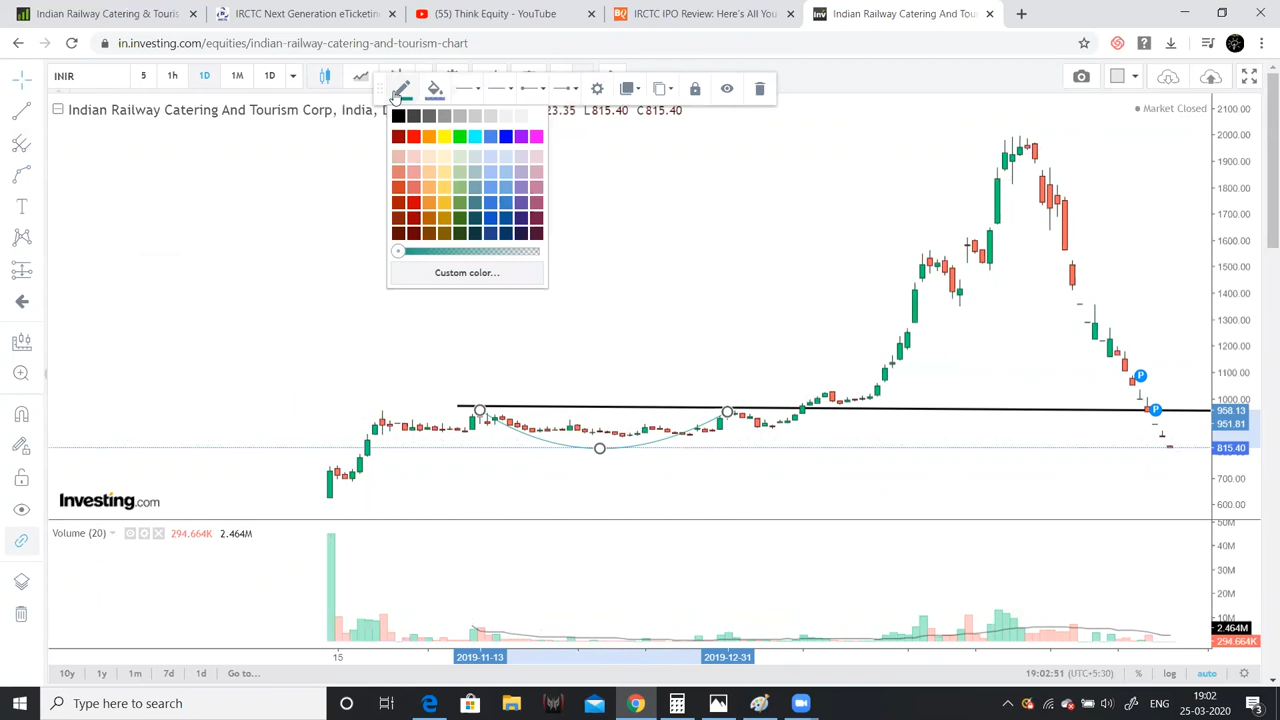 Indian Railway Catering & Touris
IRCTC Next Generation eTicketing
(55) Think Equity - YouTube
IRCTC IPO Review: Here's All You
Indian Railway Catering And Tou
in.investing.com/equities/indian-railway-catering-and-tourism-chart
INIR
5
1h
1D
1M
1D
Indian Railway Catering And Tourism Corp, India,
23.35 L815.40 C815.40
Market Closed
2100.00
2000.00
1900.00
1800.00
1700.00
1600.00
1500.00
1400.00
1300.00
1200.00
1100.00
1000.00
958.13
951.81
815.40
700.00
600.00
Custom color...
P
P
Investing.com
Volume (20)
294.664K
2.464M
50M
40M
30M
20M
10M
2.464M
294.664K
15
2019-11-13
2019-12-31
10y
1y
1m
7d
1d
Go to...
19:02:51 (UTC+5:30)
%
log
auto
Type here to search
ENG
19:02
25-03-2020
3